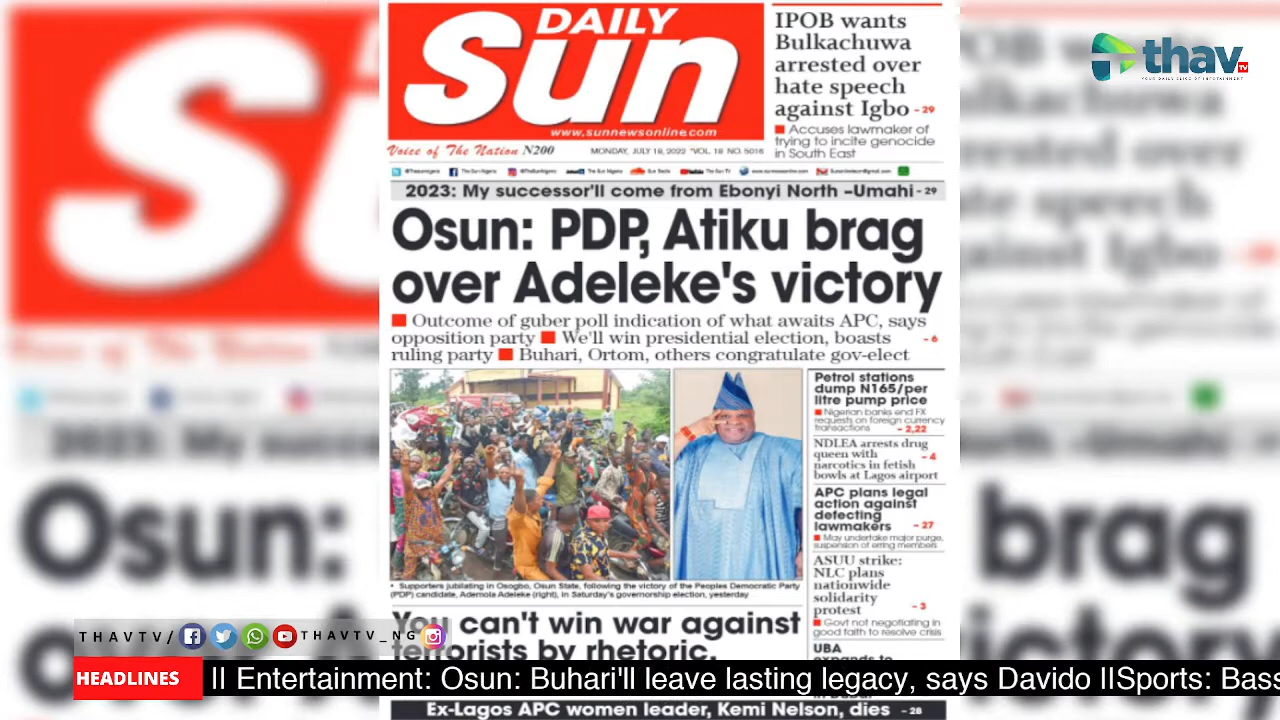 DAILY
Sun
www.sunnewsonline.com
Voice of The Nation N200
MONDAY, JULY 18, 2022 *VOL. 18 NO. 5016
IPOB wants
Bulkachuwa
arrested over
hate speech
against Igbo - 29
Accuses lawmaker of
trying to incite genocide
in South East
thav
TV
2023: My successor'll come from Ebonyi North –Umahi - 29
Osun: PDP, Atiku brag
over Adeleke's victory
Outcome of guber poll indication of what awaits APC, says
opposition party We'll win presidential election, boasts - 6
ruling party Buhari, Ortom, others congratulate gov-elect
Petrol stations
dump N165/per
litre pump price
Nigerian banks end FX
requests on foreign currency
transactions - 2,22
NDLEA arrests drug
queen with - 4
narcotics in fetish
bowls at Lagos airport
APC plans legal
action against
defecting
lawmakers - 27
May undertake major purge,
suspension of erring members
ASUU strike:
NLC plans
nationwide
solidarity
protest - 3
Govt not negotiating in
good faith to resolve crisis
UBA
• Supporters jubilating in Osogbo, Osun State, following the victory of the Peoples Democratic Party
(PDP) candidate, Ademola Adeleke (right), in Saturday's governorship election, yesterday
You can't win war against
terrorists by rhetoric,
THAVTV/
THAVTV_NG
HEADLINES
|| Entertainment: Osun: Buhari'll leave lasting legacy, says Davido ||Sports: Bass
Ex-Lagos APC women leader, Kemi Nelson, dies - 28